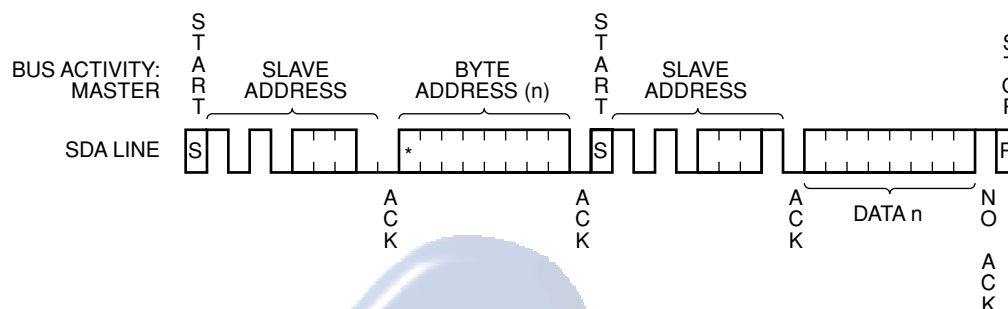 START
START
BUS ACTIVITY:
MASTER
SLAVE
ADDRESS
BYTE
ADDRESS (n)
SLAVE
ADDRESS
SDA LINE
S
*
S
ACK
ACK
ACK
DATA n
NO ACK